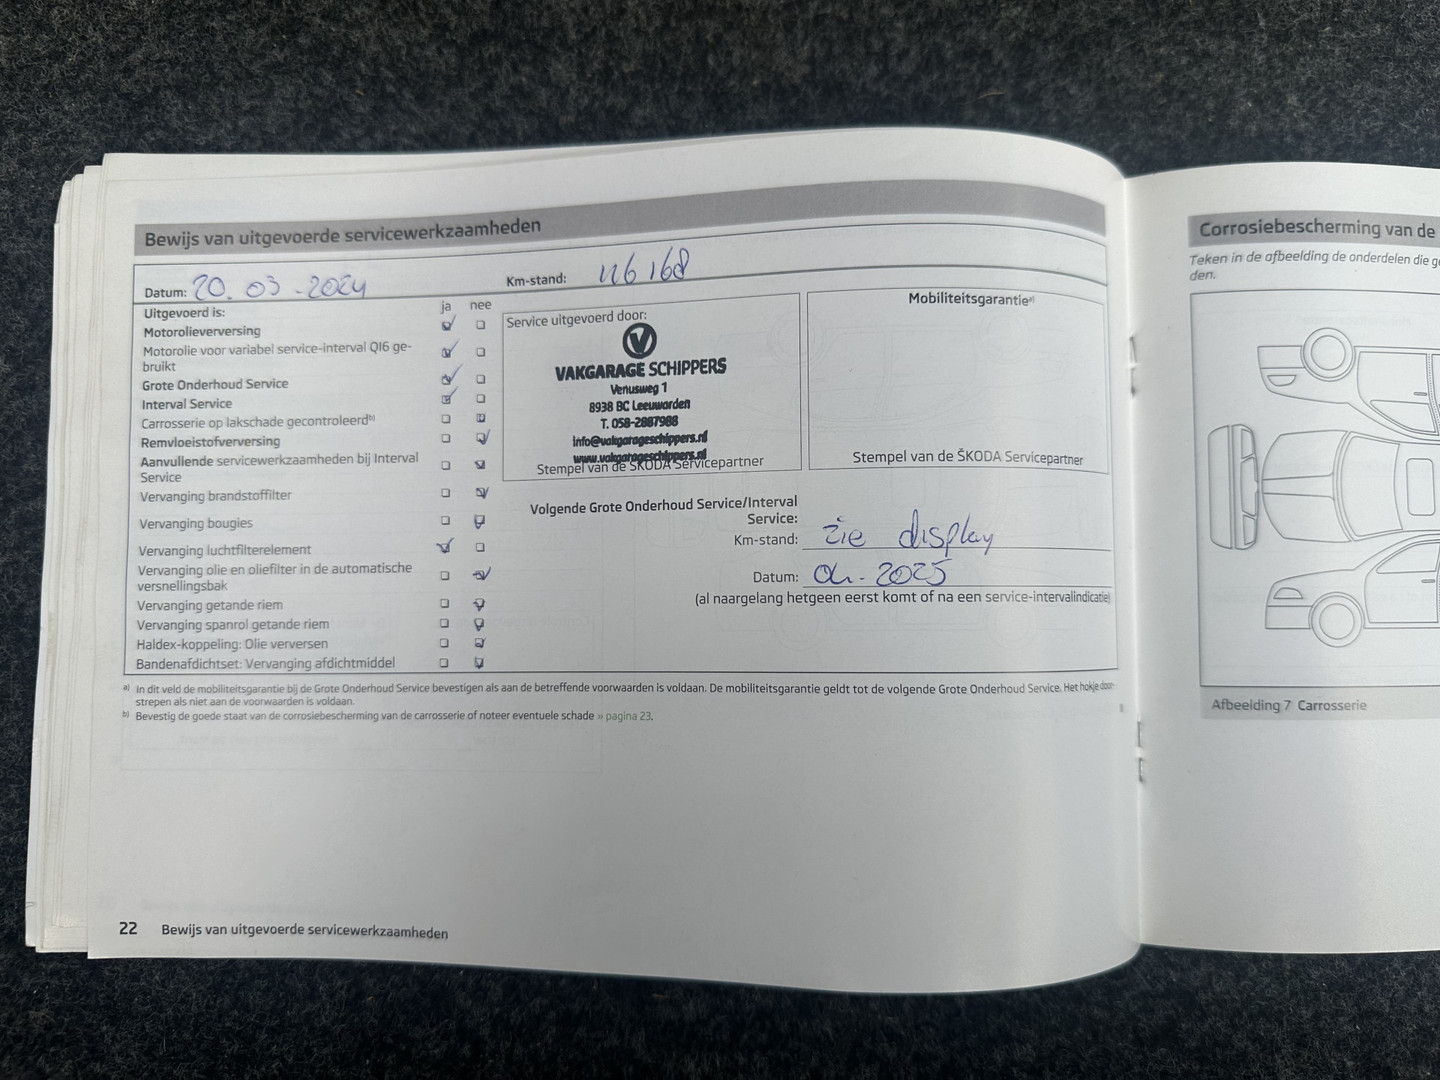 Bewijs van uitgevoerde servicewerkzaamheden
Datum: 20.03-2024
Km-stand: 126168
Uitgevoerd is:
ja nee
Motorolieverversing
Motorolie voor variabel service-interval QI6 ge-
bruikt
Grote Onderhoud Service
Interval Service
Carrosserie op lakschade gecontroleerd b)
Remvloeistofverversing
Aanvullende servicewerkzaamheden bij Interval
Service
Vervanging brandstoffilter
Vervanging bougies
Vervanging luchtfilterelement
Vervanging olie en oliefilter in de automatische
versnellingsbak
Vervanging getande riem
Vervanging spanrol getande riem
Haldex-koppeling: Olie verversen
Bandenafdichtset: Vervanging afdichtmiddel
Service uitgevoerd door:
V
VAKGARAGE SCHIPPERS
Venusweg 1
8938 BC Leeuwarden
T. 058-2887988
info@vakgarageschippers.nl
www.vakgarageschippers.nl
Stempel van de ŠKODA Servicepartner
Mobiliteitsgarantie a)
Stempel van de ŠKODA Servicepartner
Volgende Grote Onderhoud Service/Interval
Service:
Km-stand: zie display
Datum: 04-2025
(al naargelang hetgeen eerst komt of na een service-intervalindicatie)
a) In dit veld de mobiliteitsgarantie bij de Grote Onderhoud Service bevestigen als aan de betreffende voorwaarden is voldaan. De mobiliteitsgarantie geldt tot de volgende Grote Onderhoud Service. Het hokje door-
strepen als niet aan de voorwaarden is voldaan.
b) Bevestig de goede staat van de corrosiebescherming van de carrosserie of noteer eventuele schade » pagina 23.
22 Bewijs van uitgevoerde servicewerkzaamheden
Corrosiebescherming van de
Teken in de afbeelding de onderdelen die ge
den.
Afbeelding 7 Carrosserie